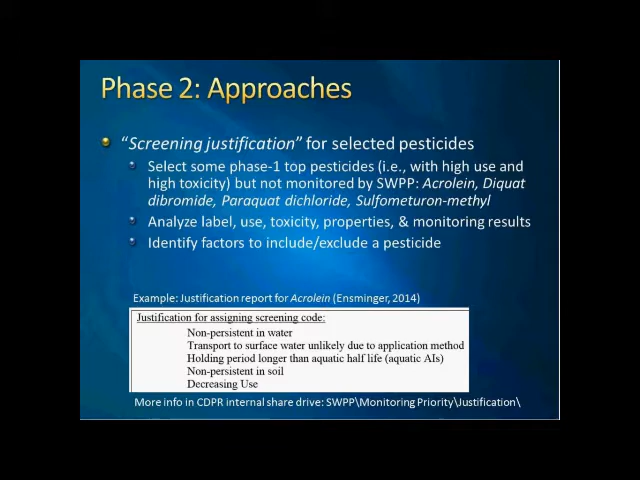 Phase 2: Approaches
“Screening justification” for selected pesticides
Select some phase-1 top pesticides (i.e., with high use and
high toxicity) but not monitored by SWPP: Acrolein, Diquat
dibromide, Paraquat dichloride, Sulfometuron-methyl
Analyze label, use, toxicity, properties, & monitoring results
Identify factors to include/exclude a pesticide
Example: Justification report for Acrolein (Ensminger, 2014)
Justification for assigning screening code:
Non-persistent in water
Transport to surface water unlikely due to application method
Holding period longer than aquatic half life (aquatic AIs)
Non-persistent in soil
Decreasing Use
More info in CDPR internal share drive: SWPP\Monitoring Priority\Justification\